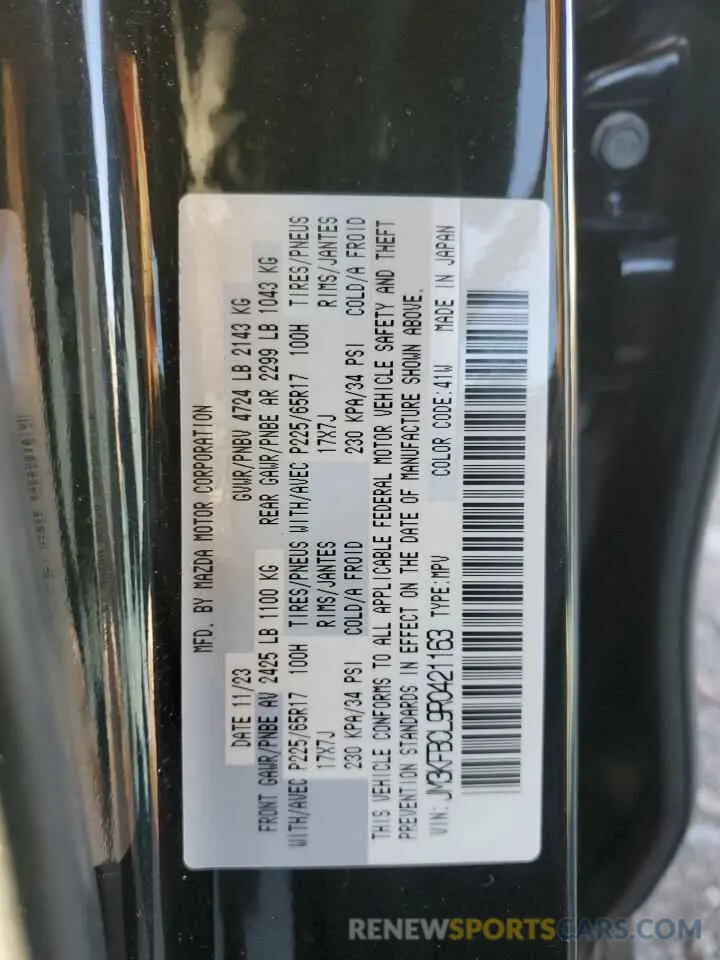 MFD. BY MAZDA MOTOR CORPORATION
DATE 11/23 GVWR/PNBV 4724 LB 2143 KG
FRONT GAWR/PNBE AV 2425 LB 1100 KG REAR GAWR/PNBE AR 2299 LB 1043 KG
WITH/AVEC P225/65R17 100H TIRES/PNEUS WITH/AVEC P225/65R17 100H TIRES/PNEUS
17X7J RIMS/JANTES 17X7J RIMS/JANTES
230 KPA/34 PSI COLD/A FROID 230 KPA/34 PSI COLD/A FROID
THIS VEHICLE CONFORMS TO ALL APPLICABLE FEDERAL MOTOR VEHICLE SAFETY AND THEFT
PREVENTION STANDARDS IN EFFECT ON THE DATE OF MANUFACTURE SHOWN ABOVE.
VIN: JM3KFBCL9R0421163 TYPE:MPV COLOR CODE:41W MADE IN JAPAN
RENEWSPORTSCARS.COM